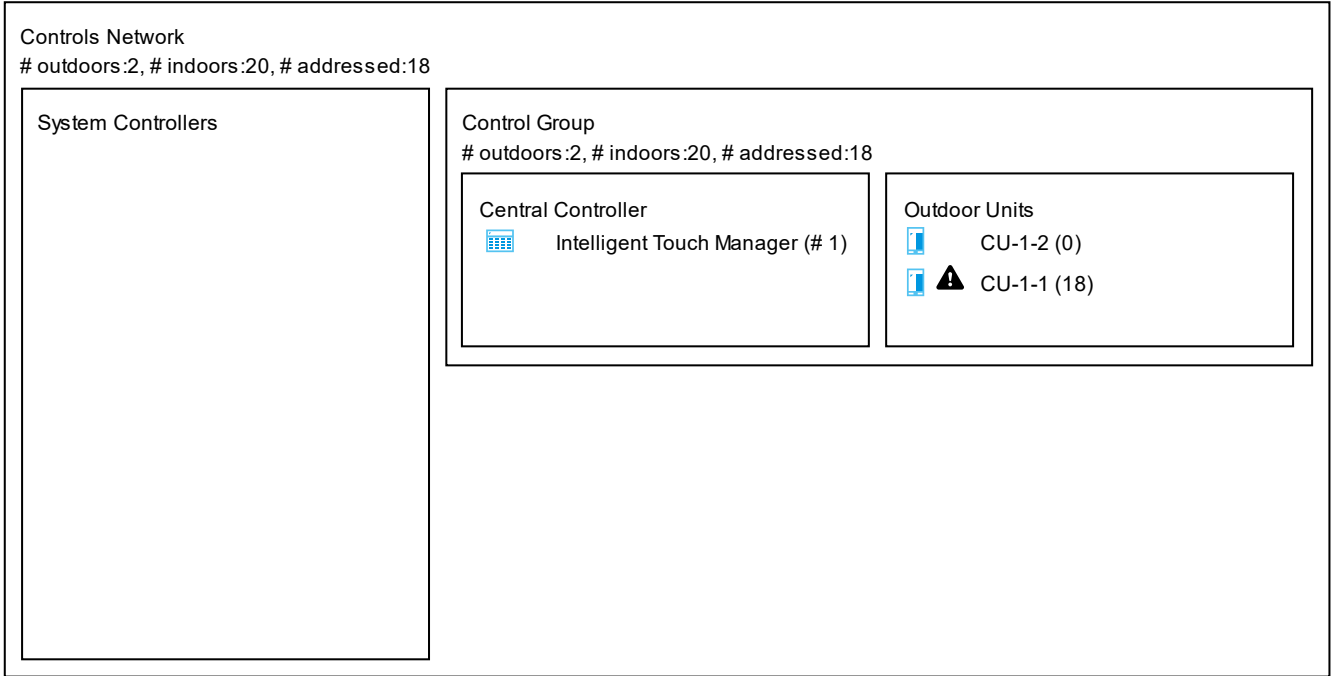 Controls Network
# outdoors:2, # indoors:20, # addressed:18
System Controllers
Control Group
# outdoors:2, # indoors:20, # addressed:18
Central Controller
Intelligent Touch Manager (# 1)
Outdoor Units
CU-1-2 (0)
CU-1-1 (18)